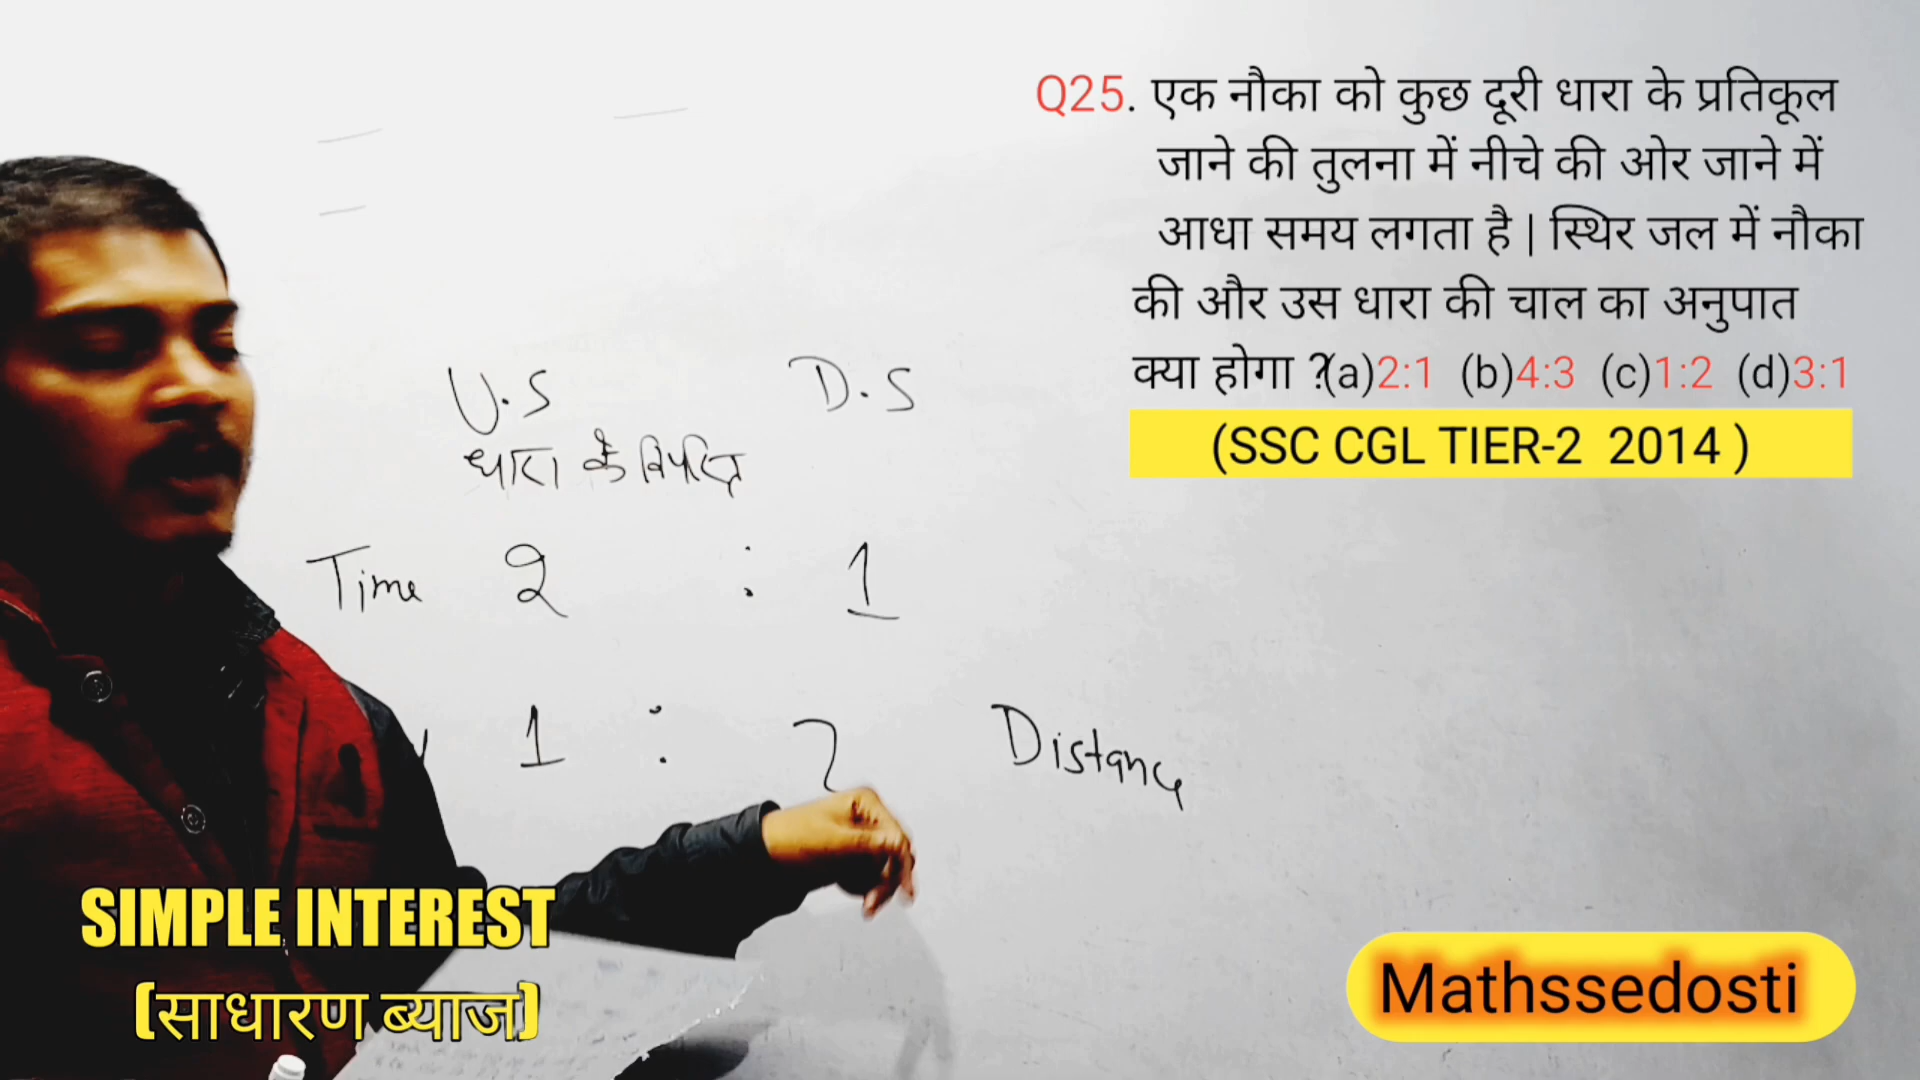 Q25. एक नौका को कुछ दूरी धारा के प्रतिकूल
जाने की तुलना में नीचे की ओर जाने में
आधा समय लगता है | स्थिर जल में नौका
की और उस धारा की चाल का अनुपात
क्या होगा ?(a)2:1 (b)4:3 (c)1:2 (d)3:1
(SSC CGL TIER-2 2014 )
U.S D.S
धारा के
Time 2 : 1
1 : 2 Distance
SIMPLE INTEREST
(साधारण ब्याज)
Mathssedosti